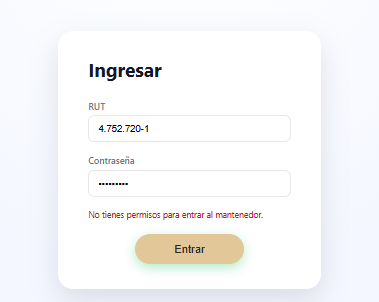 Ingresar
RUT
4.752.720-1
Contraseña
•••••••••
No tienes permisos para entrar al mantenedor.
Entrar